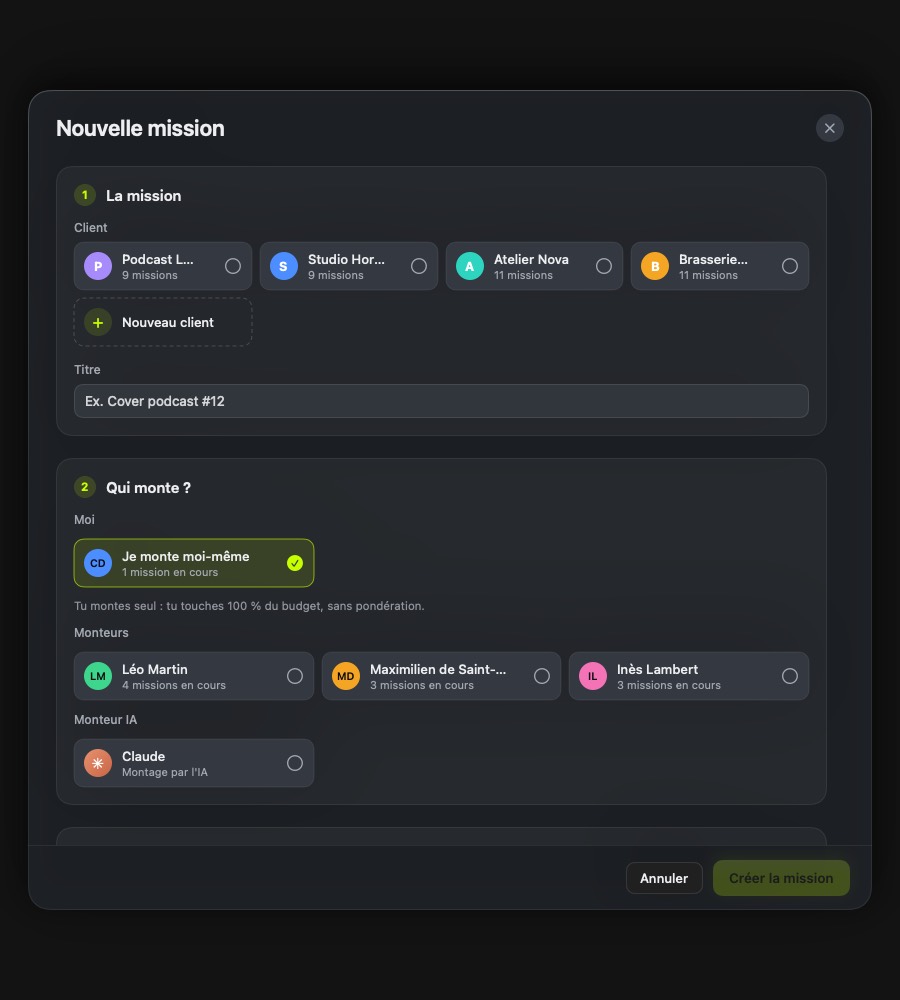 Nouvelle mission
1 La mission
Client
P Podcast L... S Studio Hor... A Atelier Nova B Brasserie...
9 missions 9 missions 11 missions 11 missions
+ Nouveau client
Titre
Ex. Cover podcast #12
2 Qui monte ?
Moi
CD Je monte moi-même
1 mission en cours
Tu montes seul : tu touches 100 % du budget, sans pondération.
Monteurs
LM Léo Martin MD Maximilien de Saint-... IL Inès Lambert
4 missions en cours 3 missions en cours 3 missions en cours
Monteur IA
Claude
Montage par l'IA
Annuler Créer la mission